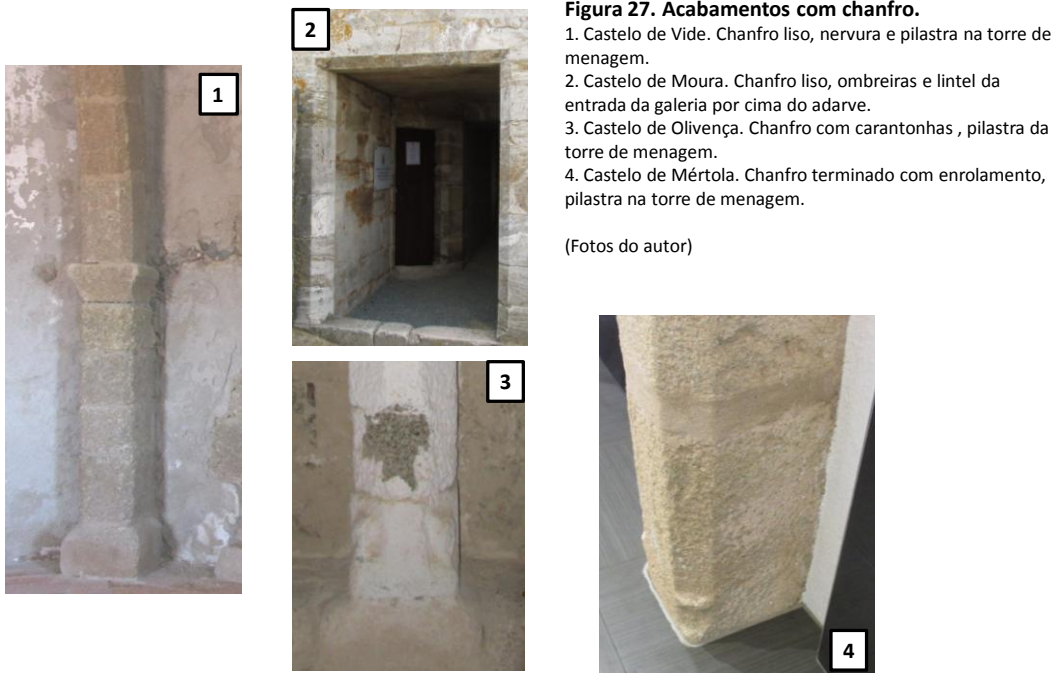 Figura 27. Acabamentos com chanfro.
1. Castelo de Vide. Chanfro liso, nervura e pilastra na torre de
menagem.
2. Castelo de Moura. Chanfro liso, ombreiras e lintel da
entrada da galeria por cima do adarve.
3. Castelo de Olivença. Chanfro com carantonhas , pilastra da
torre de menagem.
4. Castelo de Mértola. Chanfro terminado com enrolamento,
pilastra na torre de menagem.
(Fotos do autor)
1
2
3
4